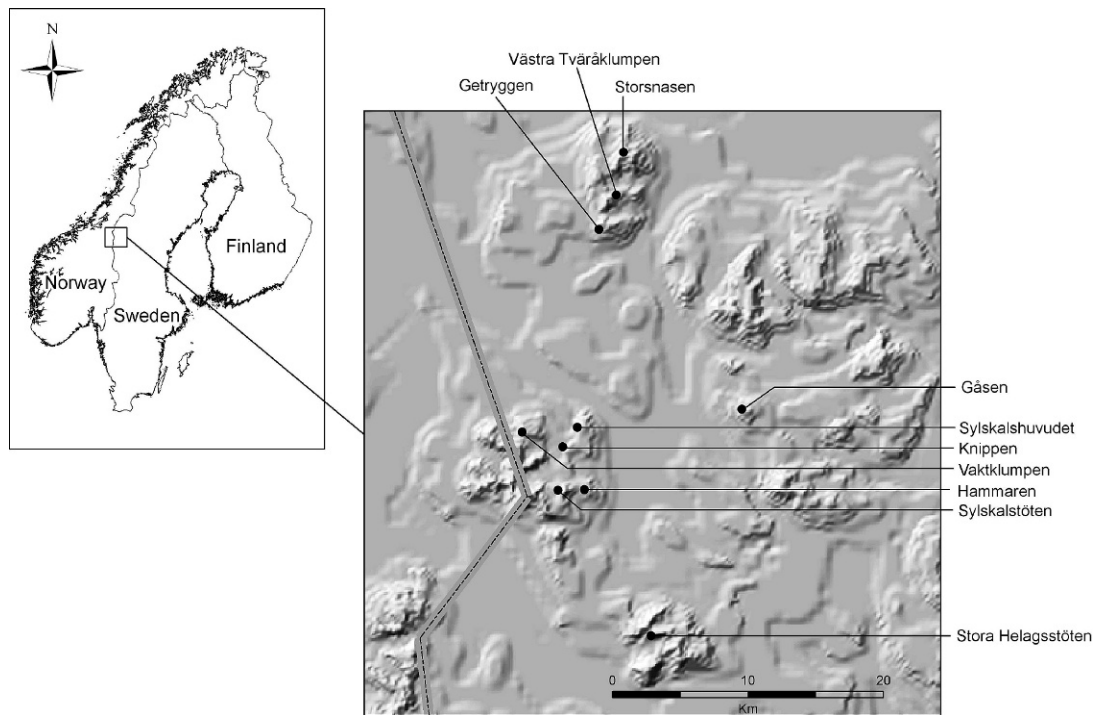 N
Norway
Sweden
Finland
Västra Tväråklumpen
Getryggen
Storsnasen
Gåsen
Sylskalshuvudet
Knippen
Vaktklumpen
Hammaren
Sylskalstöten
Stora Helagsstöten
0 10 20
Km